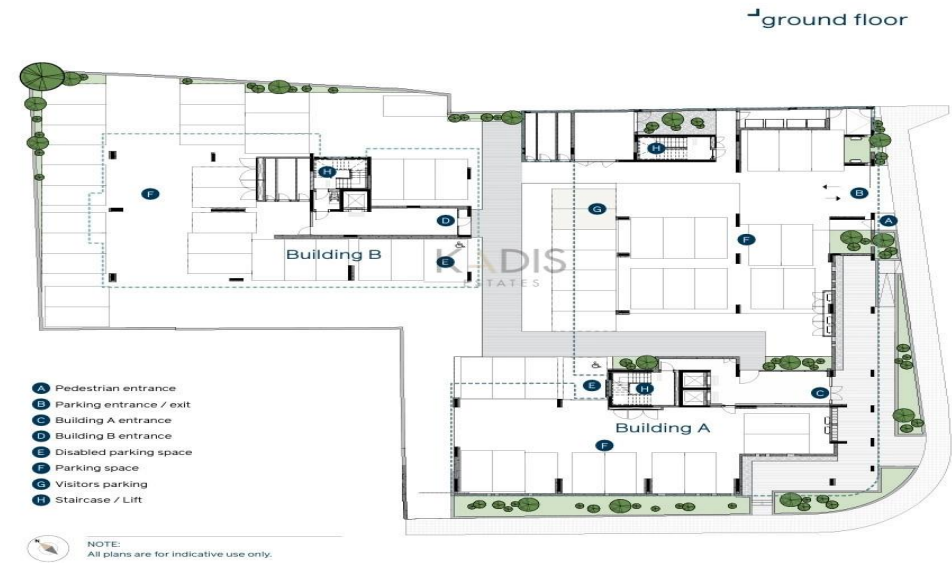 ground floor
H
B
G
A
F
H
F
D
Building B
E
KADIS
ESTATES
E
H
C
Building A
F
A Pedestrian entrance
B Parking entrance / exit
C Building A entrance
D Building B entrance
E Disabled parking space
F Parking space
G Visitors parking
H Staircase / Lift
NOTE:
All plans are for indicative use only.